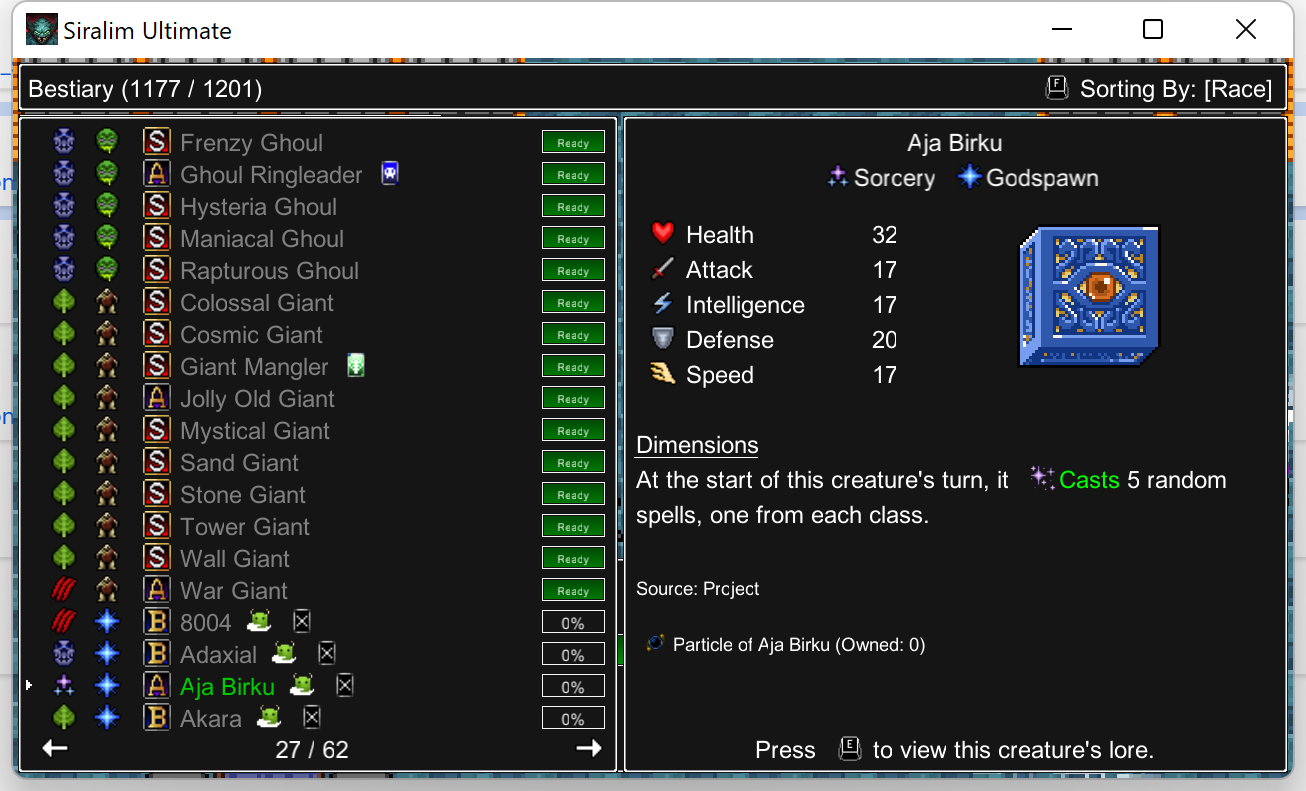 Siralim Ultimate
Bestiary (1177 / 1201)
F Sorting By: [Race]
S Frenzy Ghoul Ready
A Ghoul Ringleader Ready
S Hysteria Ghoul Ready
S Maniacal Ghoul Ready
S Rapturous Ghoul Ready
S Colossal Giant Ready
S Cosmic Giant Ready
S Giant Mangler Ready
A Jolly Old Giant Ready
S Mystical Giant Ready
S Sand Giant Ready
S Stone Giant Ready
S Tower Giant Ready
S Wall Giant Ready
A War Giant Ready
B 8004 0%
B Adaxial 0%
A Aja Birku 0%
B Akara 0%
27 / 62
Aja Birku
Sorcery Godspawn
Health 32
Attack 17
Intelligence 17
Defense 20
Speed 17
Dimensions
At the start of this creature's turn, it Casts 5 random
spells, one from each class.
Source: Project
Particle of Aja Birku (Owned: 0)
Press E to view this creature's lore.